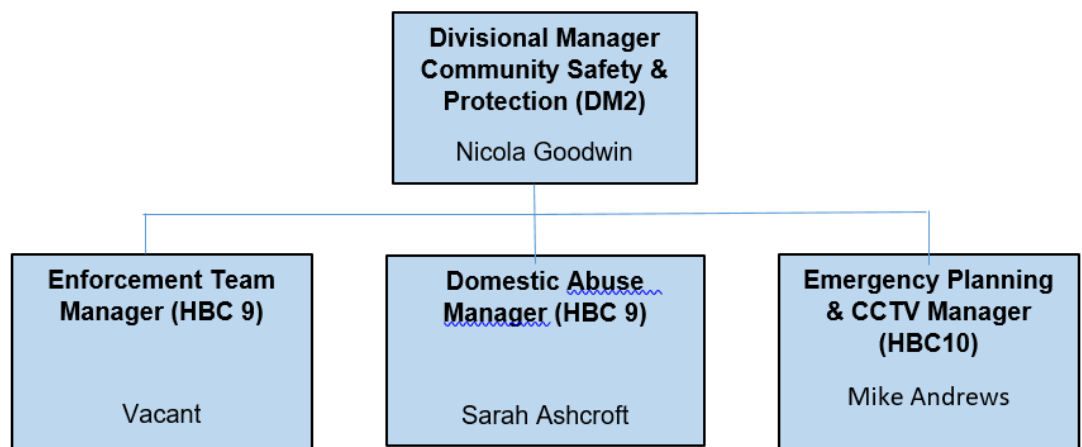 Divisional Manager
Community Safety &
Protection (DM2)
Nicola Goodwin
Enforcement Team
Manager (HBC 9)
Vacant
Domestic Abuse
Manager (HBC 9)
Sarah Ashcroft
Emergency Planning
& CCTV Manager
(HBC10)
Mike Andrews